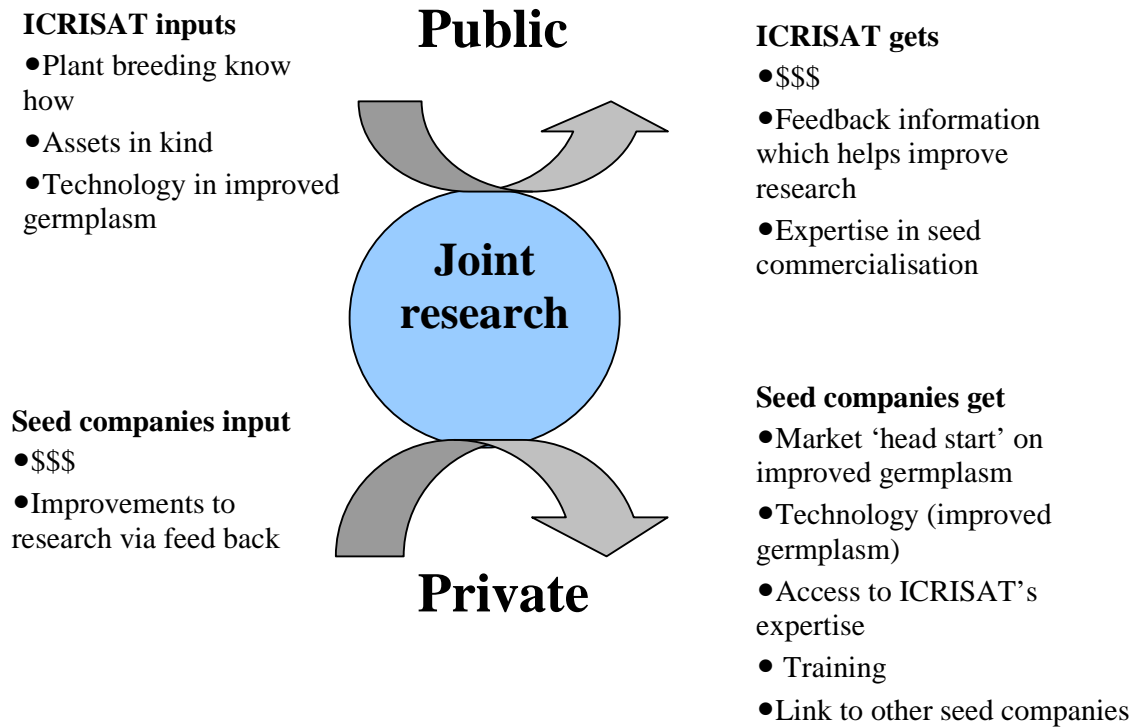 ICRISAT inputs
●Plant breeding know
how
●Assets in kind
●Technology in improved
germplasm
Public
ICRISAT gets
●$$$
●Feedback information
which helps improve
research
●Expertise in seed
commercialisation
Joint
research
Seed companies input
●$$$
●Improvements to
research via feed back
Private
Seed companies get
●Market ‘head start’ on
improved germplasm
●Technology (improved
germplasm)
●Access to ICRISAT’s
expertise
● Training
●Link to other seed companies